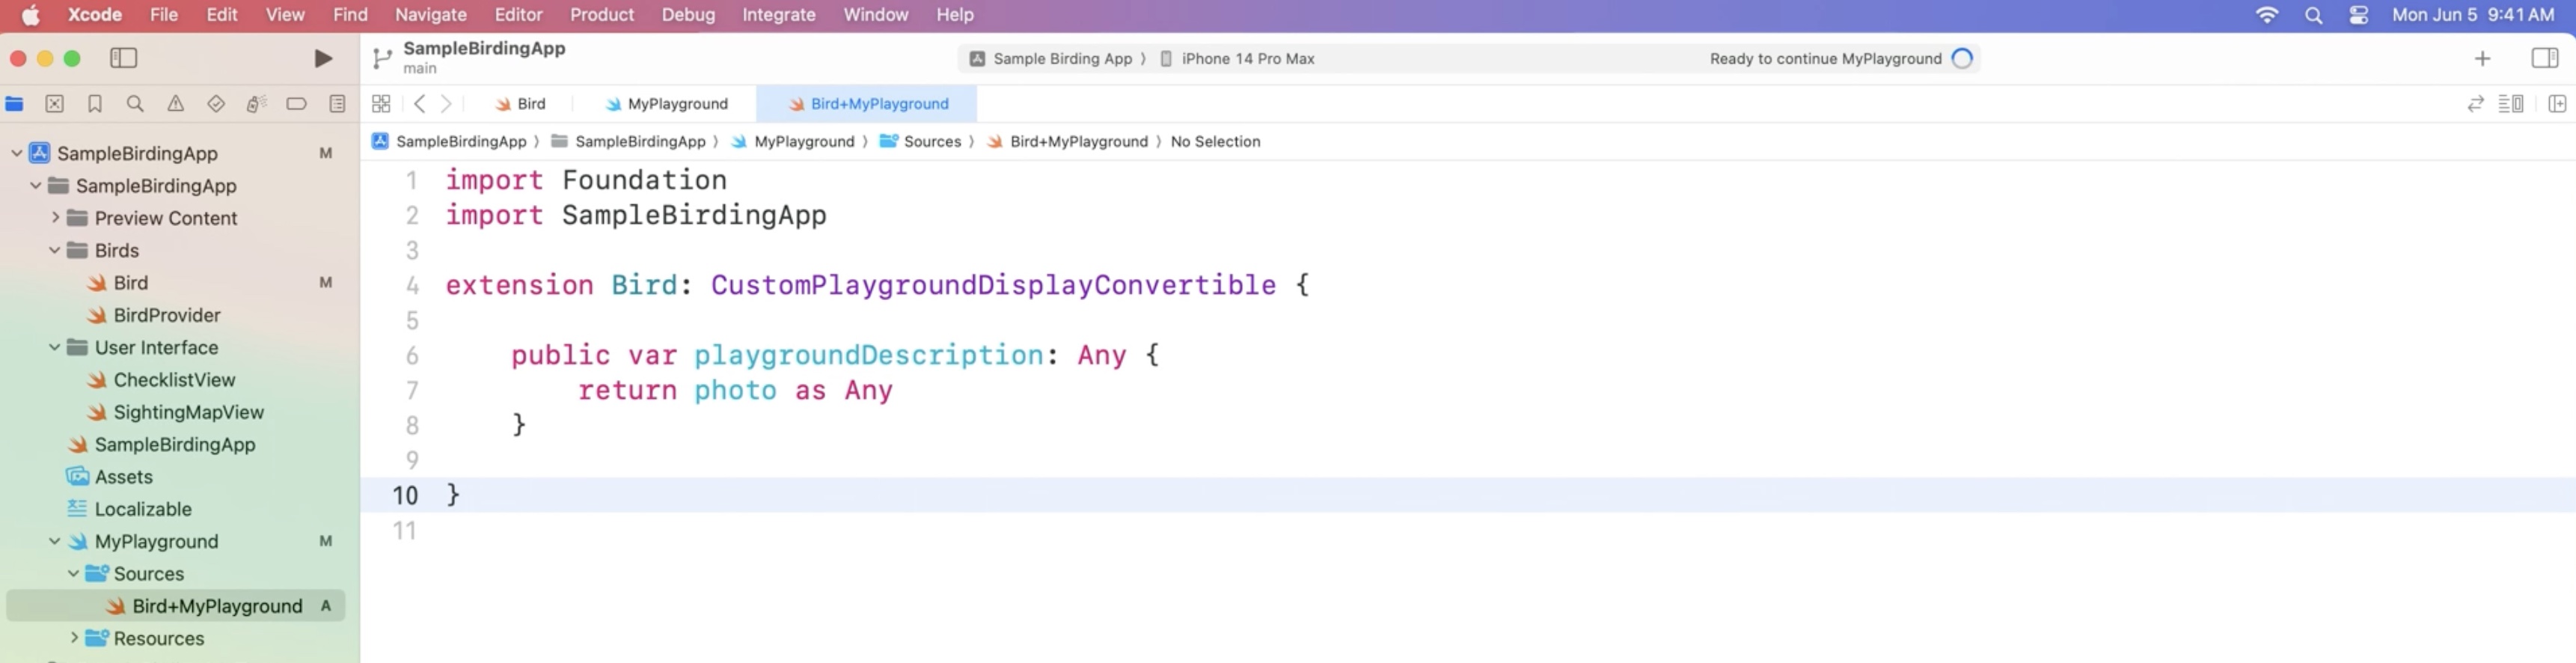 Xcode File Edit View Find Navigate Editor Product Debug Integrate Window Help Mon Jun 5 9:41 AM
SampleBirdingApp
main
Sample Birding App 〉 iPhone 14 Pro Max
Ready to continue MyPlayground
Bird MyPlayground Bird+MyPlayground
SampleBirdingApp 〉 SampleBirdingApp 〉 MyPlayground 〉 Sources 〉 Bird+MyPlayground 〉 No Selection
SampleBirdingApp M
SampleBirdingApp
Preview Content
Birds
Bird M
BirdProvider
User Interface
ChecklistView
SightingMapView
SampleBirdingApp
Assets
Localizable
MyPlayground M
Sources
Bird+MyPlayground A
Resources
1 import Foundation
2 import SampleBirdingApp
3
4 extension Bird: CustomPlaygroundDisplayConvertible {
5
6 public var playgroundDescription: Any {
7 return photo as Any
8 }
9
10 }
11